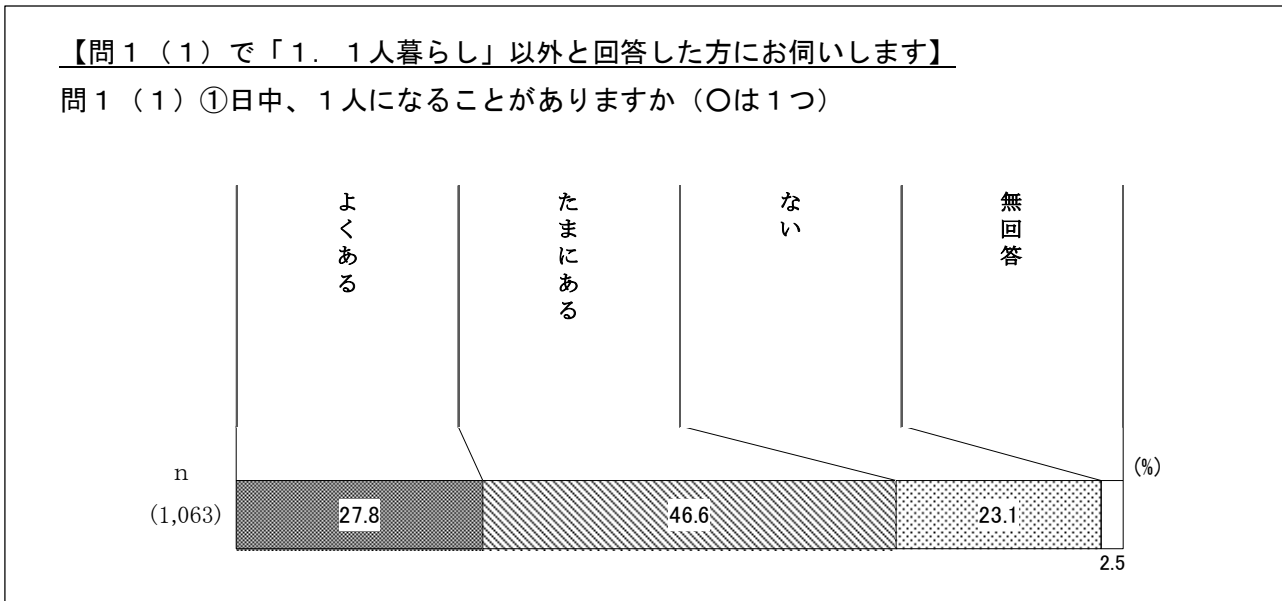 【問１（１）で「１．１人暮らし」以外と回答した方にお伺いします】
問１（１）①日中、１人になることがありますか（〇は１つ）
よくある
たまにある
ない
無回答
(%)
n
(1,063)
27.8
46.6
23.1
2.5